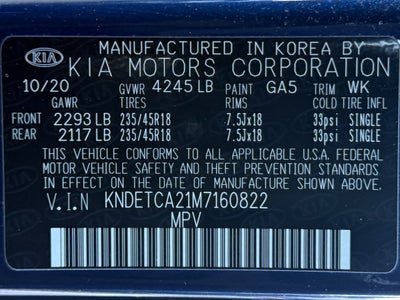 KIA
MANUFACTURED IN KOREA BY
KIA MOTORS CORPORATION
10/20 GVWR 4245 LB PAINT GA5 TRIM WK
GAWR TIRES RIMS COLD TIRE INFL
FRONT 2293 LB 235/45R18 7.5Jx18 33psi SINGLE
REAR 2117 LB 235/45R18 7.5Jx18 33psi SINGLE
THIS VEHICLE CONFORMS TO ALL APPLICABLE U.S.A. FEDERAL
MOTOR VEHICLE SAFETY AND THEFT PREVENTION STANDARDS
IN EFFECT ON THE DATE OF MANUFACTURE SHOWN ABOVE.
V.I.N KNDETCA21M7160822
MPV